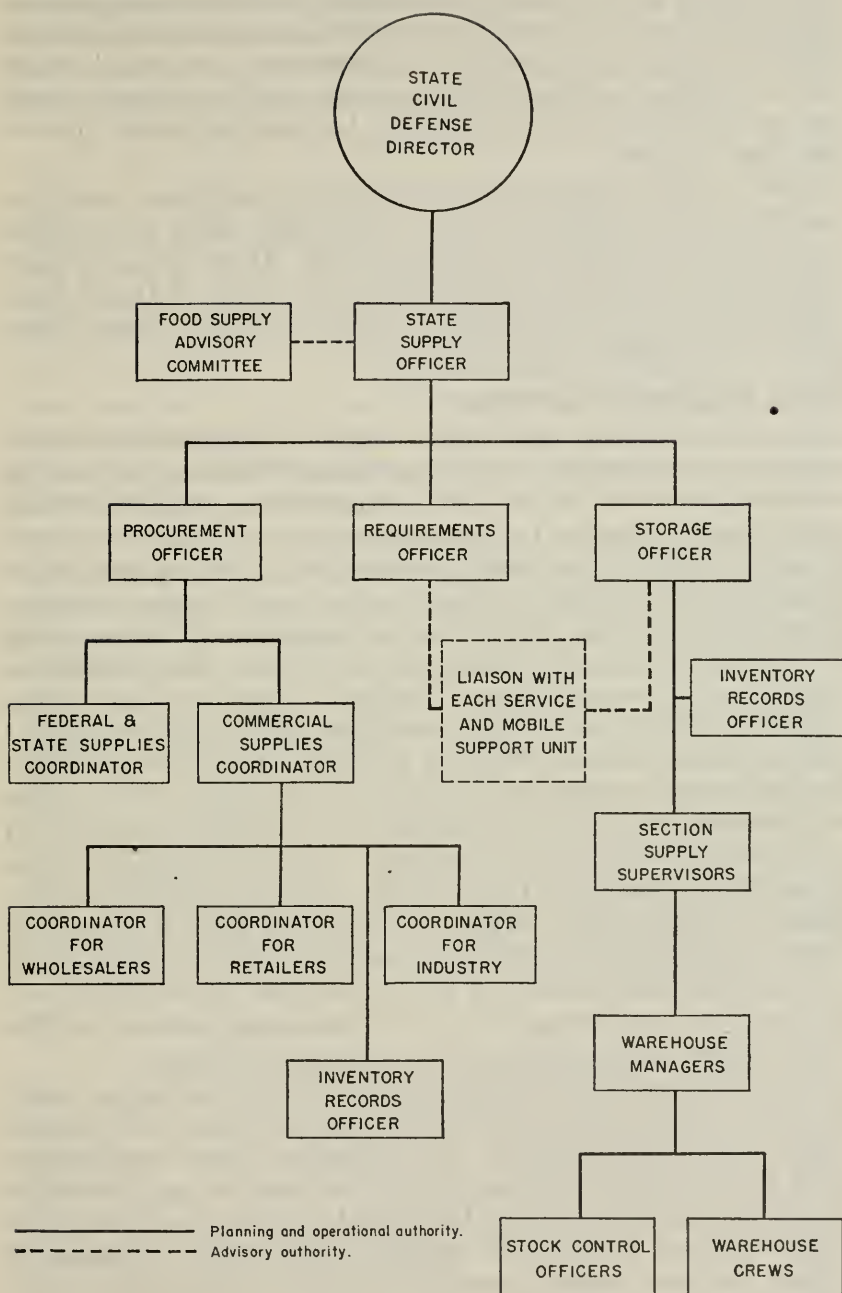 STATE
CIVIL
DEFENSE
DIRECTOR
FOOD SUPPLY
ADVISORY
COMMITTEE
STATE
SUPPLY
OFFICER
PROCUREMENT
OFFICER
REQUIREMENTS
OFFICER
STORAGE
OFFICER
FEDERAL &
STATE SUPPLIES
COORDINATOR
COMMERCIAL
SUPPLIES
COORDINATOR
LIAISON WITH
EACH SERVICE
AND MOBILE
SUPPORT UNIT
INVENTORY
RECORDS
OFFICER
SECTION
SUPPLY
SUPERVISORS
COORDINATOR
FOR
WHOLESALERS
COORDINATOR
FOR
RETAILERS
COORDINATOR
FOR
INDUSTRY
INVENTORY
RECORDS
OFFICER
WAREHOUSE
MANAGERS
STOCK CONTROL
OFFICERS
WAREHOUSE
CREWS
Planning and operational authority.
Advisory authority.